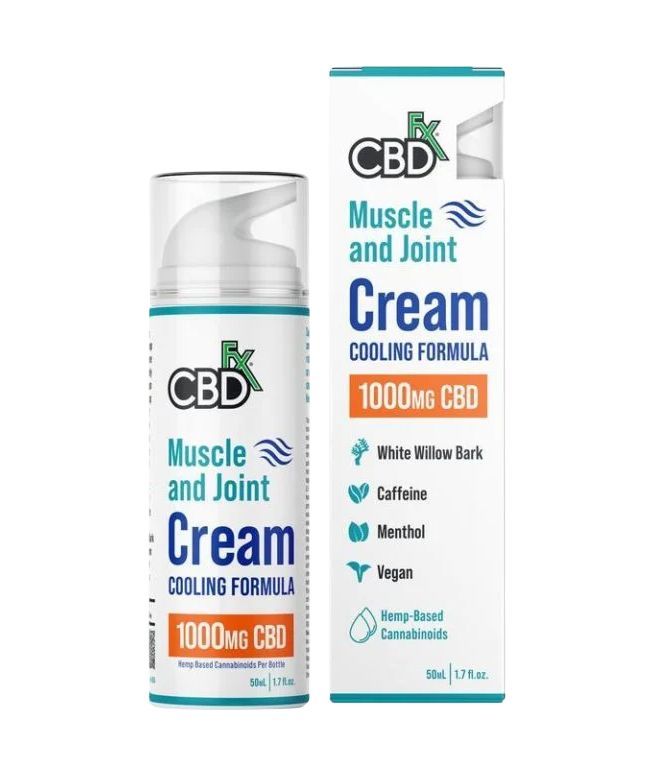 CBDFX
Muscle
and Joint
Cream
COOLING FORMULA
1000MG CBD
Hemp Based Cannabinoids Per Bottle
50mL | 1.7 fl.oz.
CBDFX
Muscle
and Joint
Cream
COOLING FORMULA
1000MG CBD
White Willow Bark
Caffeine
Menthol
Vegan
Hemp-Based
Cannabinoids
50mL | 1.7 fl.oz.